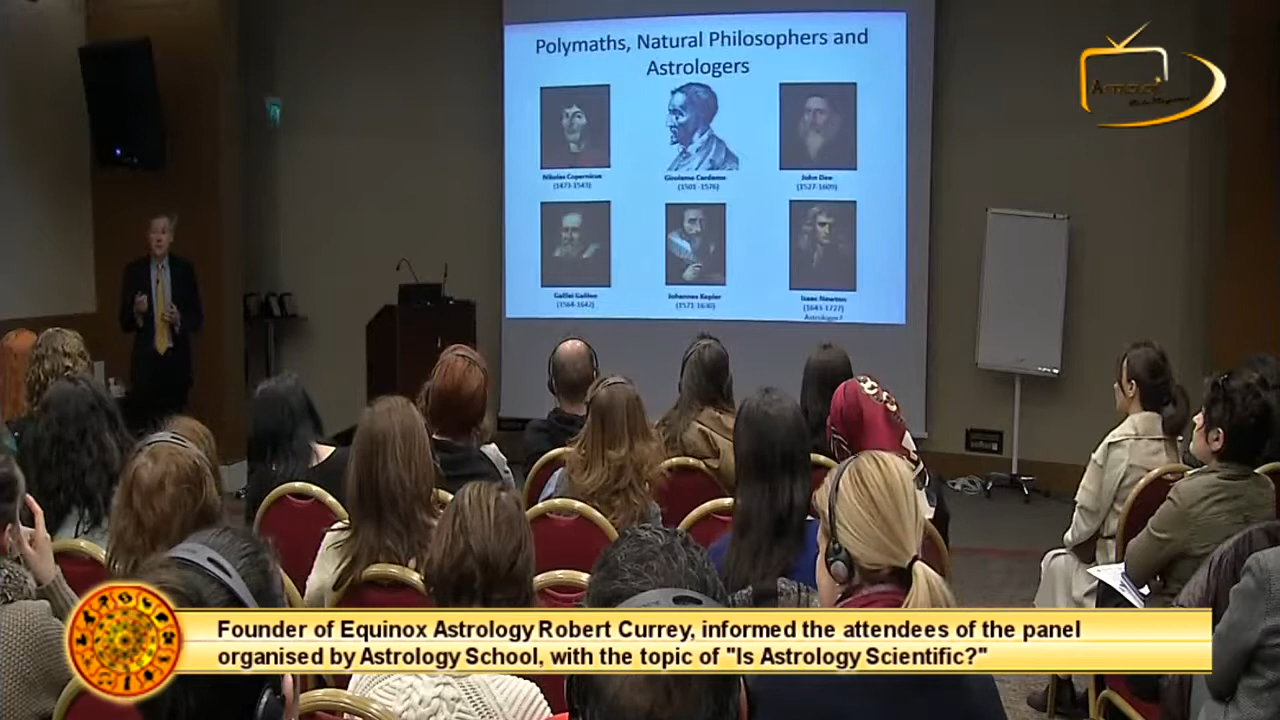 Polymaths, Natural Philosophers and
Astrologers
Nikolas Copernicus
(1473-1543)
Girolamo Cardamo
(1501-1576)
John Dee
(1527-1609)
Galilei Galileo
(1564-1642)
Johannes Kepler
(1571-1630)
Isaac Newton
(1643-1727)
Astrologer?
Founder of Equinox Astrology Robert Currey, informed the attendees of the panel
organised by Astrology School, with the topic of "Is Astrology Scientific?"